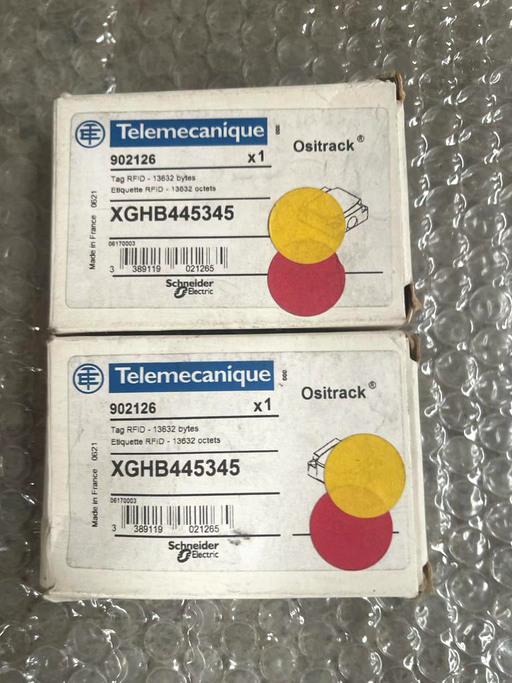 Telemecanique
Ositrack®
902126 x1
Tag RFID - 13632 bytes
Etiquette RFID - 13632 octets
XGHB445345
06170003
3 389119 021265
Schneider
Electric
Made in France 0621
Telemecanique
Ositrack®
902126 x1
Tag RFID - 13632 bytes
Etiquette RFID - 13632 octets
XGHB445345
06170003
3 389119 021265
Schneider
Electric
Made in France 0621